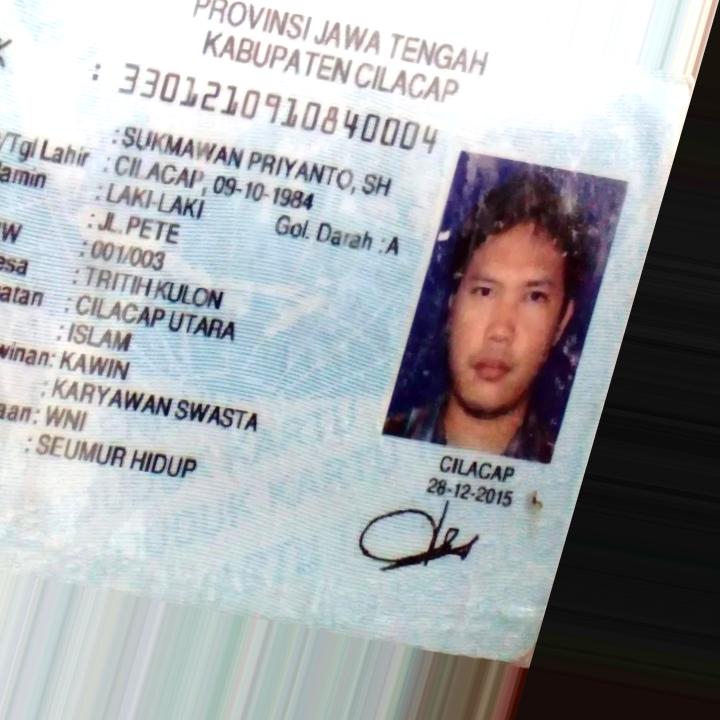 PROVINSI JAWA TENGAH
KABUPATEN CILACAP
: 3301210910840004
: SUKMAWAN PRIYANTO, SH
/Tgl Lahir : CILACAP, 09-10-1984
lamin : LAKI-LAKI Gol. Darah : A
: JL. PETE
W : 001/003
esa : TRITIH KULON
atan : CILACAP UTARA
: ISLAM
winan: KAWIN
: KARYAWAN SWASTA
aan: WNI
: SEUMUR HIDUP
CILACAP
28-12-2015